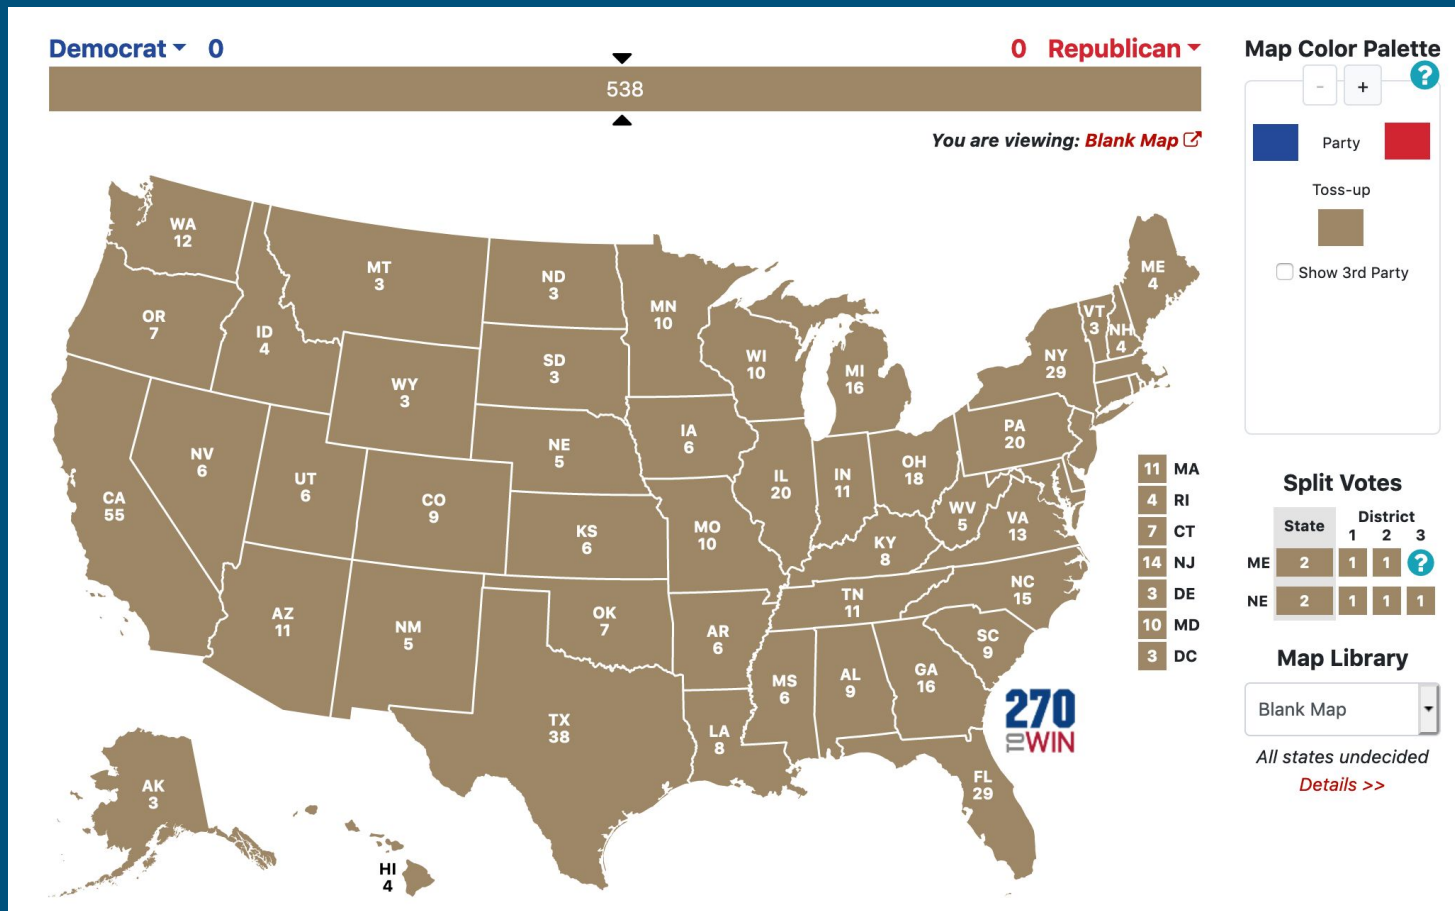 Democrat 0
0 Republican
538
You are viewing: Blank Map
Map Color Palette
?
- +
Party
Toss-up
Show 3rd Party
WA
12
OR
7
ID
4
MT
3
ND
3
MN
10
SD
3
WY
3
WI
10
MI
16
ME
4
VT
3
NH
4
NY
29
PA
20
NE
5
IA
6
NV
6
UT
6
CA
55
CO
9
KS
6
MO
10
IL
20
IN
11
OH
18
WV
5
VA
13
KY
8
NC
15
TN
11
AZ
11
NM
5
OK
7
AR
6
SC
9
MS
6
AL
9
GA
16
TX
38
LA
8
FL
29
AK
3
HI
4
11 MA
4 RI
7 CT
14 NJ
3 DE
10 MD
3 DC
270
TO WIN
Split Votes
State District
1 2 3
ME 2 1 1 ?
NE 2 1 1 1
Map Library
Blank Map
All states undecided
Details >>